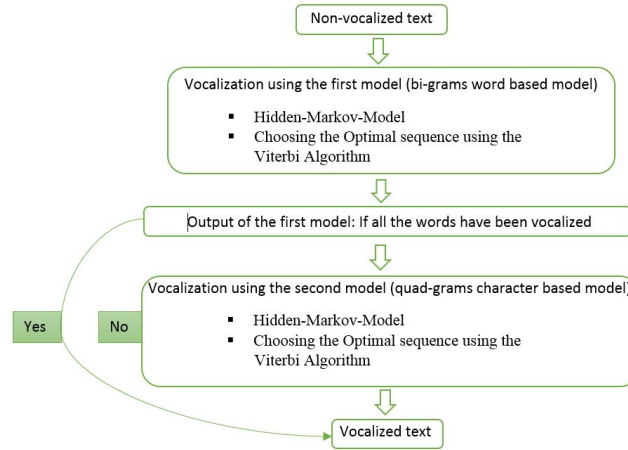 Non-vocalized text
Vocalization using the first model (bi-grams word based model)
▪ Hidden-Markov-Model
▪ Choosing the Optimal sequence using the
Viterbi Algorithm
Output of the first model: If all the words have been vocalized
Vocalization using the second model (quad-grams character based model)
Yes
No
▪ Hidden-Markov-Model
▪ Choosing the Optimal sequence using the
Viterbi Algorithm
Vocalized text